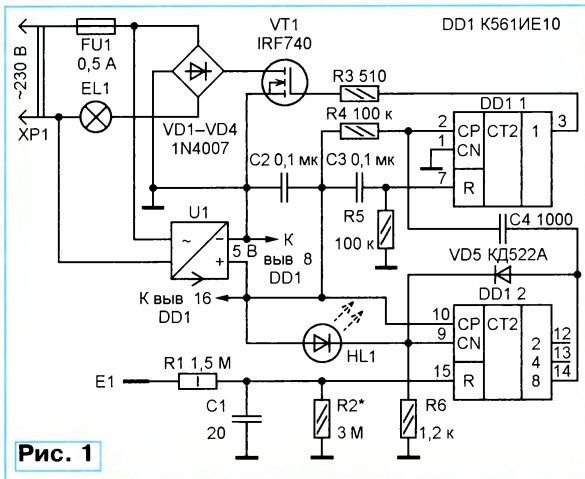 VT1
IRF740
DD1 К561ИЕ10
FU1
0,5 А
~230 В
EL1
XP1
VD1–VD4
1N4007
R3 510
R4 100 к
DD1 1
2
1
7
CP
CN
R
CT2
1
3
C2 0,1 мк
C3 0,1 мк
R5
100 к
C4 1000
VD5 КД522А
U1
~
−
+
5 В
К
выв 8
DD1
К выв 16
DD1
HL1
DD1 2
10
9
15
CP
CN
R
CT2
2
4
8
12
13
14
E1
R1 1,5 М
C1
20
R2*
3 М
R6
1,2 к
Рис. 1